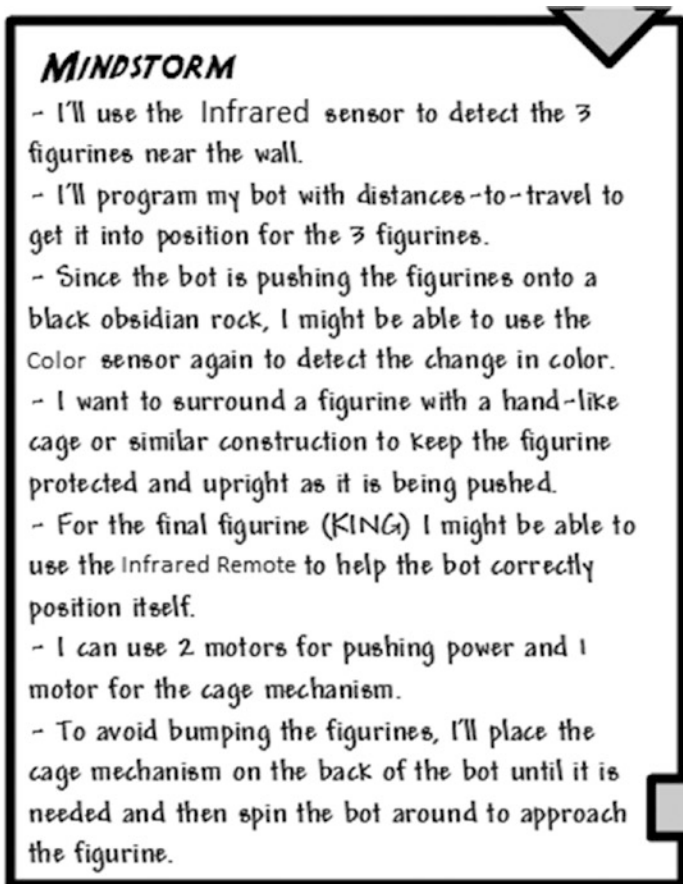 MINDSTORM
- I'll use the Infrared sensor to detect the 3
figurines near the wall.
- I'll program my bot with distances-to-travel to
get it into position for the 3 figurines.
- Since the bot is pushing the figurines onto a
black obsidian rock, I might be able to use the
Color sensor again to detect the change in color.
- I want to surround a figurine with a hand-like
cage or similar construction to keep the figurine
protected and upright as it is being pushed.
- For the final figurine (KING) I might be able to
use the Infrared Remote to help the bot correctly
position itself.
- I can use 2 motors for pushing power and 1
motor for the cage mechanism.
- To avoid bumping the figurines, I'll place the
cage mechanism on the back of the bot until it is
needed and then spin the bot around to approach
the figurine.